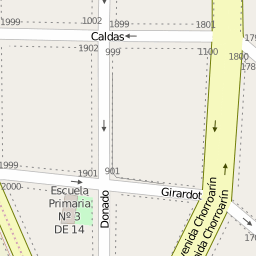 1002
1899
1801
Caldas
1902
999
1100
1800
1999
1901
901
2000
Escuela
Primaria
Nº 3
DE 14
Girardot
Donado
Avenida Chorroarín
Avenida Chorroarín